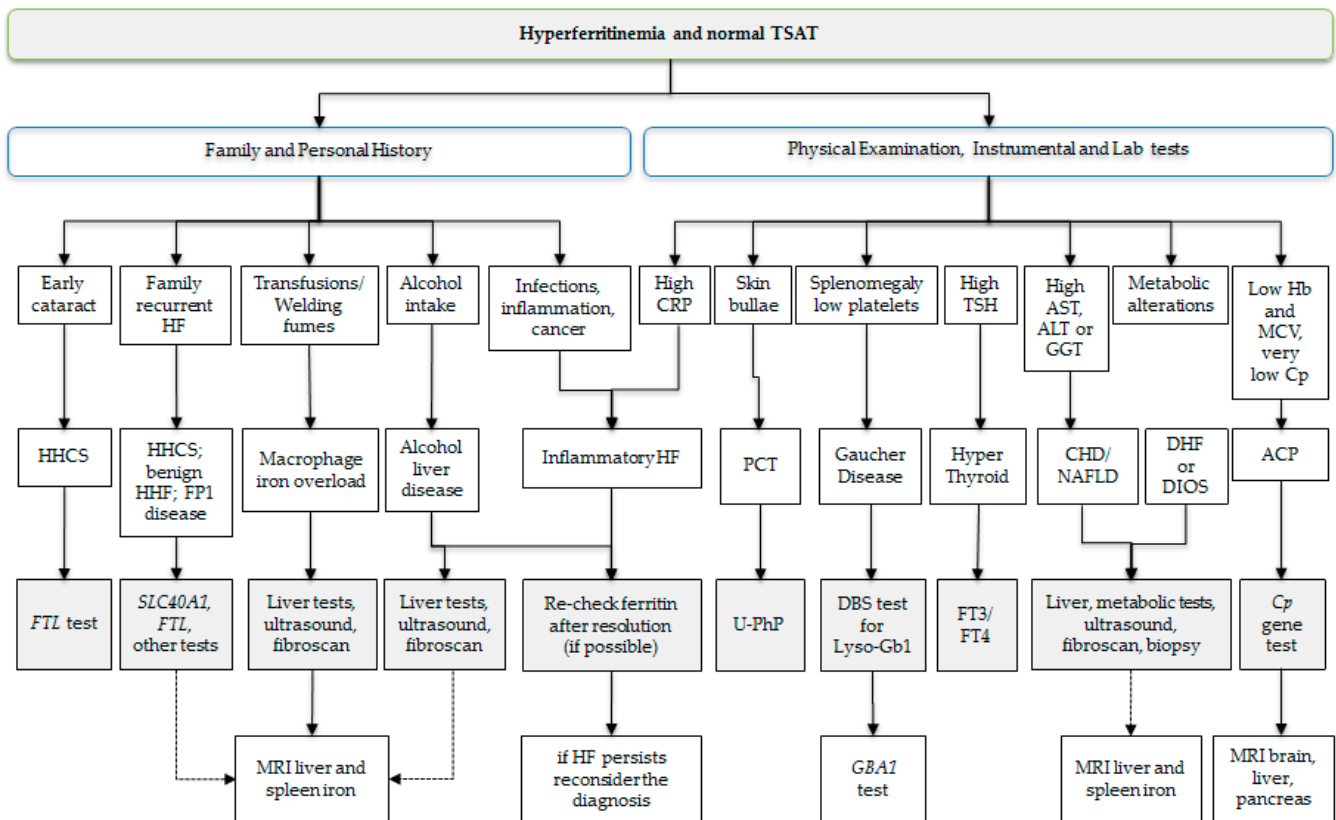 Hyperferritinemia and normal TSAT
Family and Personal History
Physical Examination, Instrumental and Lab tests
Early
cataract
Family
recurrent
HF
Transfusions/
Welding
fumes
Alcohol
intake
Infections,
inflammation,
cancer
High
CRP
Skin
bullae
Splenomegaly
low platelets
High
TSH
High
AST,
ALT or
GGT
Metabolic
alterations
Low Hb
and
MCV,
very
low Cp
HHCS
HHCS;
benign
HHF; FP1
disease
Macrophage
iron overload
Alcohol
liver
disease
Inflammatory HF
PCT
Gaucher
Disease
Hyper
Thyroid
CHD/
NAFLD
DHF
or
DIOS
ACP
FTL test
SLC40A1,
FTL,
other tests
Liver tests,
ultrasound,
fibroscan
Liver tests,
ultrasound,
fibroscan
Re-check ferritin
after resolution
(if possible)
U-PhP
DBS test
for
Lyso-Gb1
FT3/
FT4
Liver, metabolic tests,
ultrasound,
fibroscan, biopsy
Cp
gene
test
MRI liver and
spleen iron
if HF persists
reconsider the
diagnosis
GBA1
test
MRI liver and
spleen iron
MRI brain,
liver,
pancreas